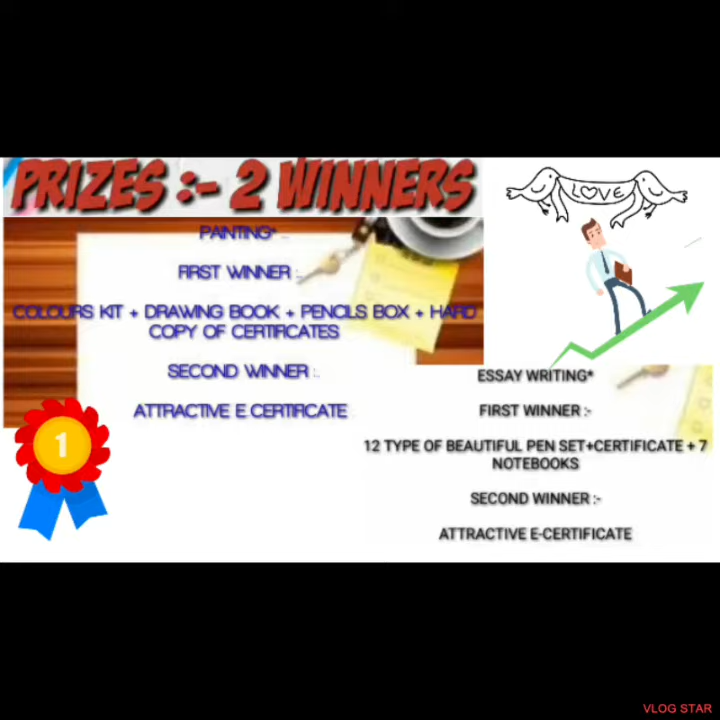 PRIZES :- 2 WINNERS
LOVE
PAINTING*
FIRST WINNER :
COLOURS KIT + DRAWING BOOK + PENCILS BOX + HARD
COPY OF CERTIFICATES
SECOND WINNER :
ATTRACTIVE E CERTIFICATE
1
ESSAY WRITING*
FIRST WINNER :-
12 TYPE OF BEAUTIFUL PEN SET+CERTIFICATE + 7
NOTEBOOKS
SECOND WINNER :-
ATTRACTIVE E-CERTIFICATE
VLOG STAR